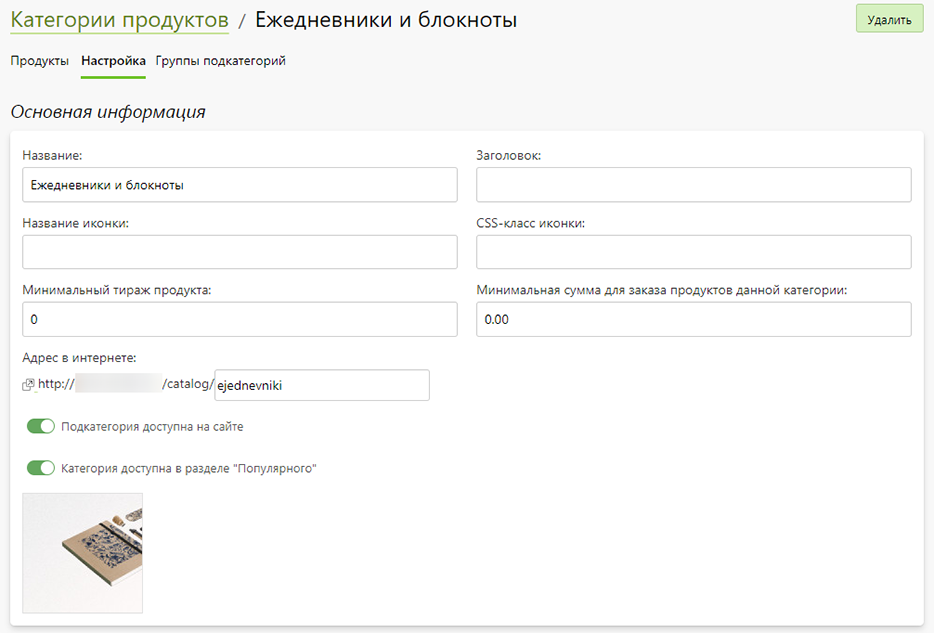 Категории продуктов / Ежедневники и блокноты
Удалить
Продукты Настройка Группы подкатегорий
Основная информация
Название: Заголовок:
Ежедневники и блокноты
Название иконки: CSS-класс иконки:
Минимальный тираж продукта: Минимальная сумма для заказа продуктов данной категории:
0 0.00
Адрес в интернете:
http:// /catalog/ ejednevniki
Подкатегория доступна на сайте
Категория доступна в разделе "Популярного"